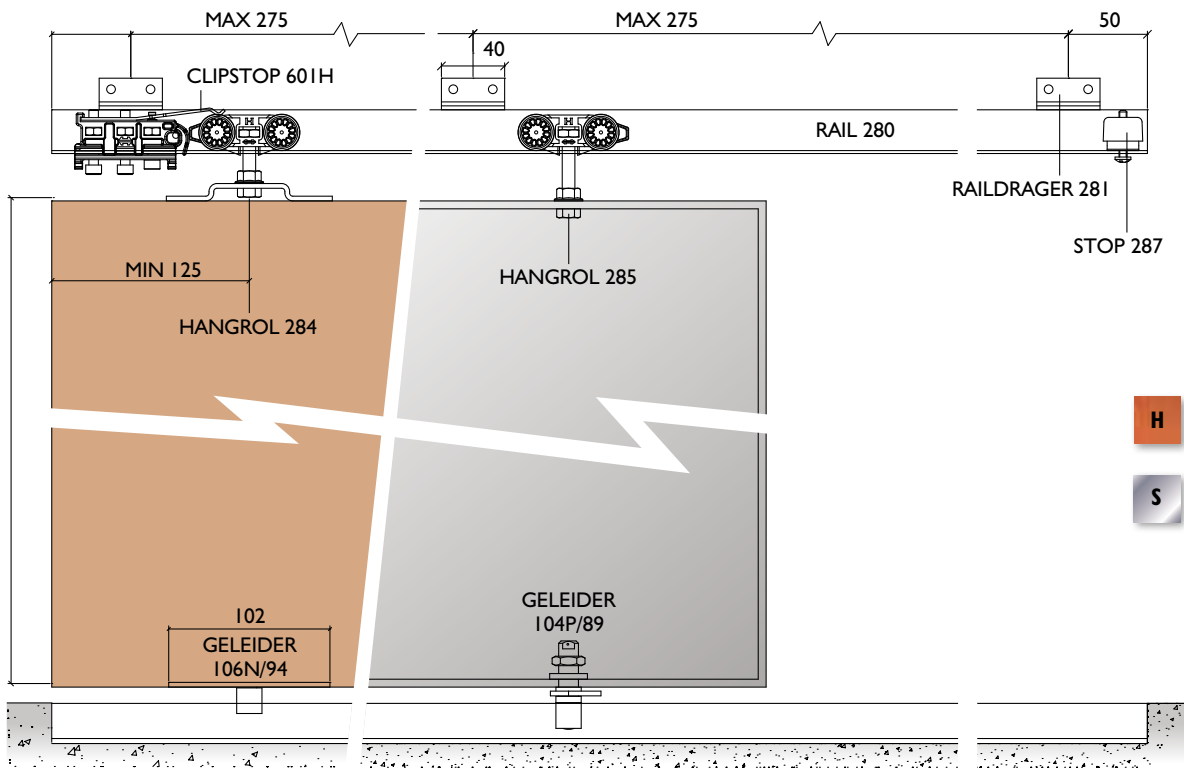 MAX 275
MAX 275
50
40
CLIPSTOP 601H
RAIL 280
RAILDRAGER 281
STOP 287
MIN 125
HANGROL 285
HANGROL 284
H
S
102
GELEIDER
106N/94
GELEIDER
104P/89